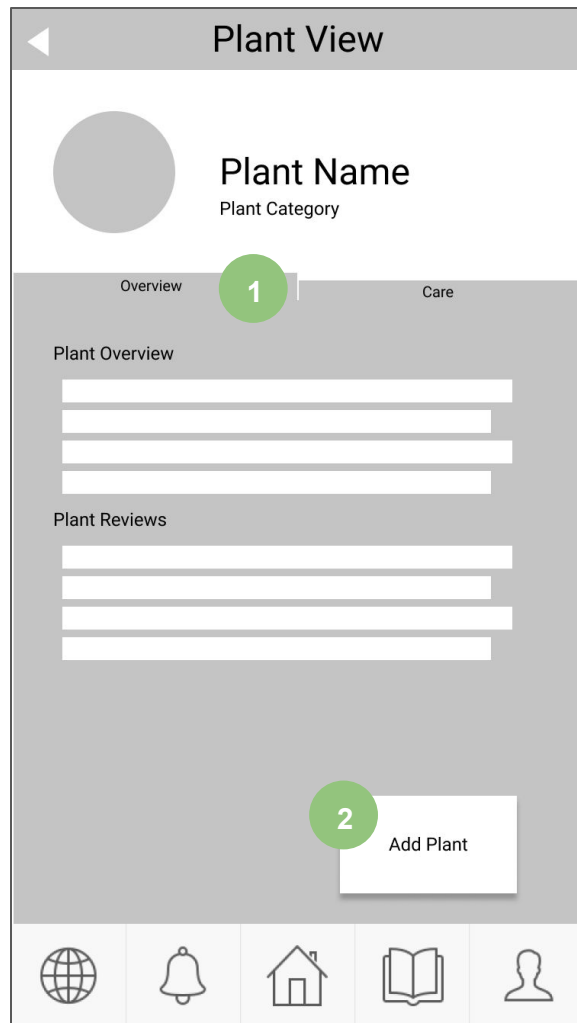 Plant View
Plant Name
Plant Category
Overview
1
Care
Plant Overview
Plant Reviews
2
Add Plant